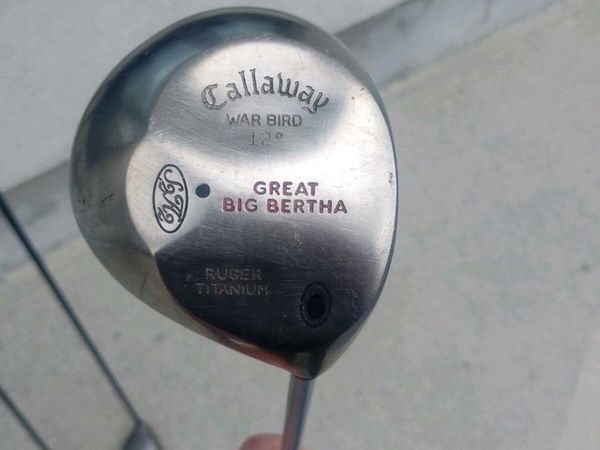 Callaway
WAR BIRD
12°
GREAT
BIG BERTHA
RUGER
TITANIUM